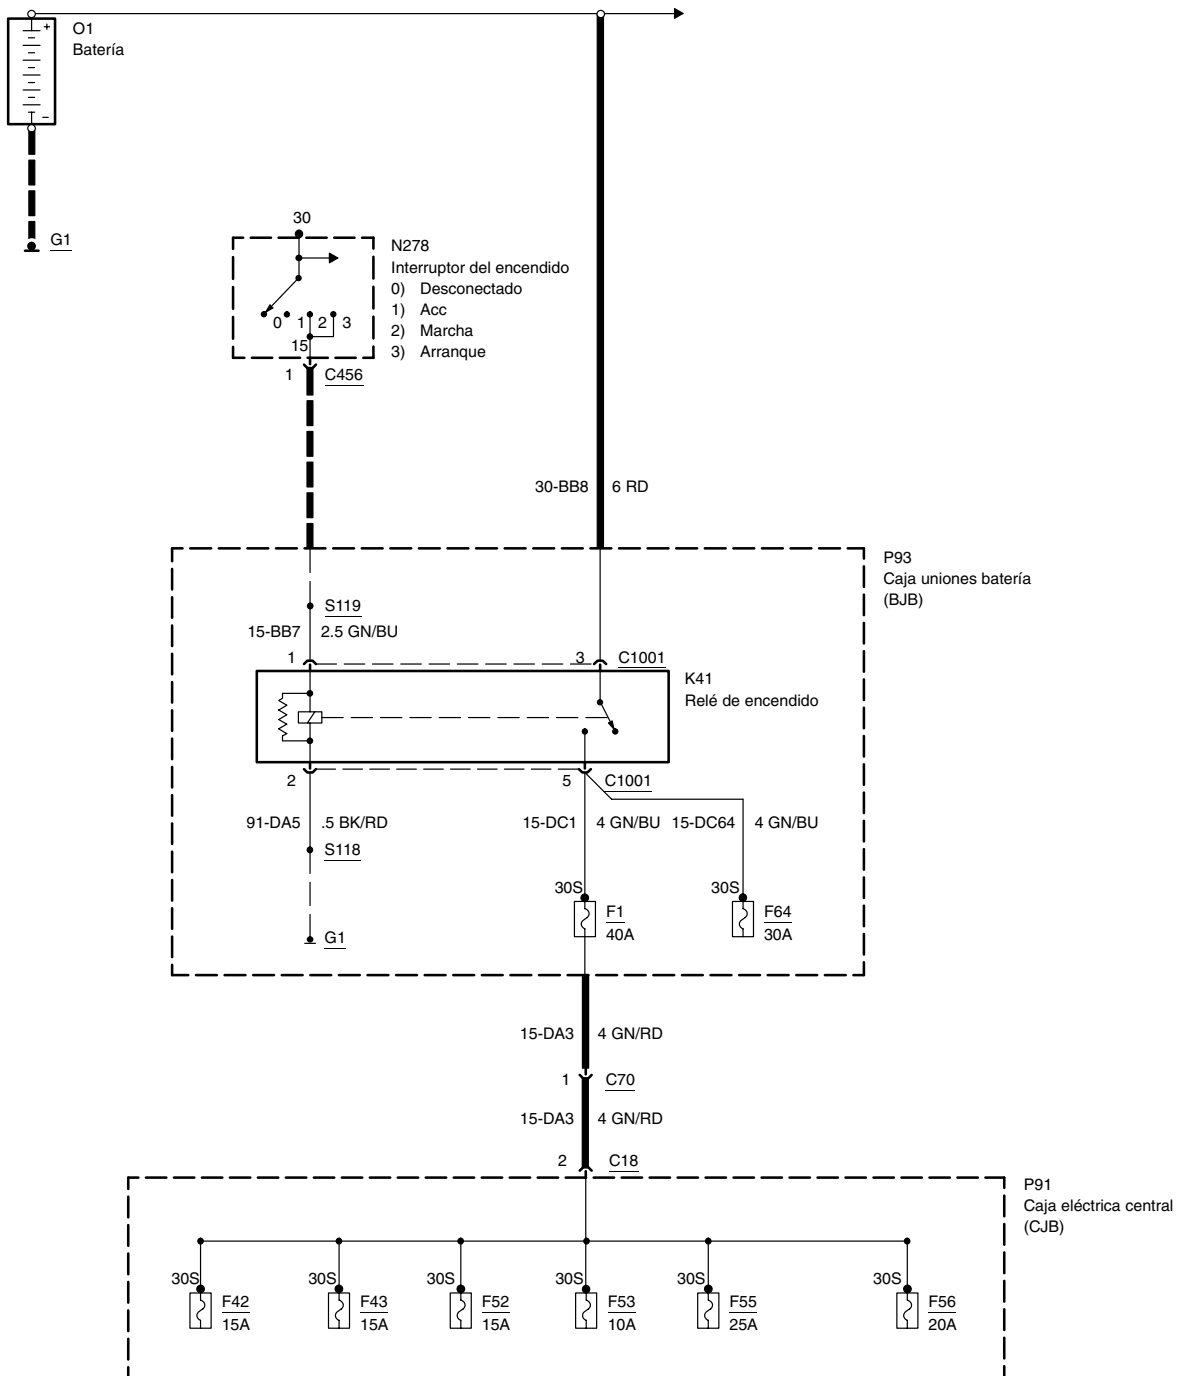 +
O1
Batería
–
G1
30
N278
Interruptor del encendido
0) Desconectado
1) Acc
2) Marcha
3) Arranque
0 1 2 3
15
1 C456
30-BB8 6 RD
P93
Caja uniones batería
(BJB)
S119
15-BB7 2.5 GN/BU
1 3 C1001
K41
Relé de encendido
2 5 C1001
91-DA5 .5 BK/RD 15-DC1 4 GN/BU 15-DC64 4 GN/BU
S118
30S 30S
F1 F64
40A 30A
G1
15-DA3 4 GN/RD
1 C70
15-DA3 4 GN/RD
2 C18
P91
Caja eléctrica central
(CJB)
30S 30S 30S 30S 30S 30S
F42 F43 F52 F53 F55 F56
15A 15A 15A 10A 25A 20A